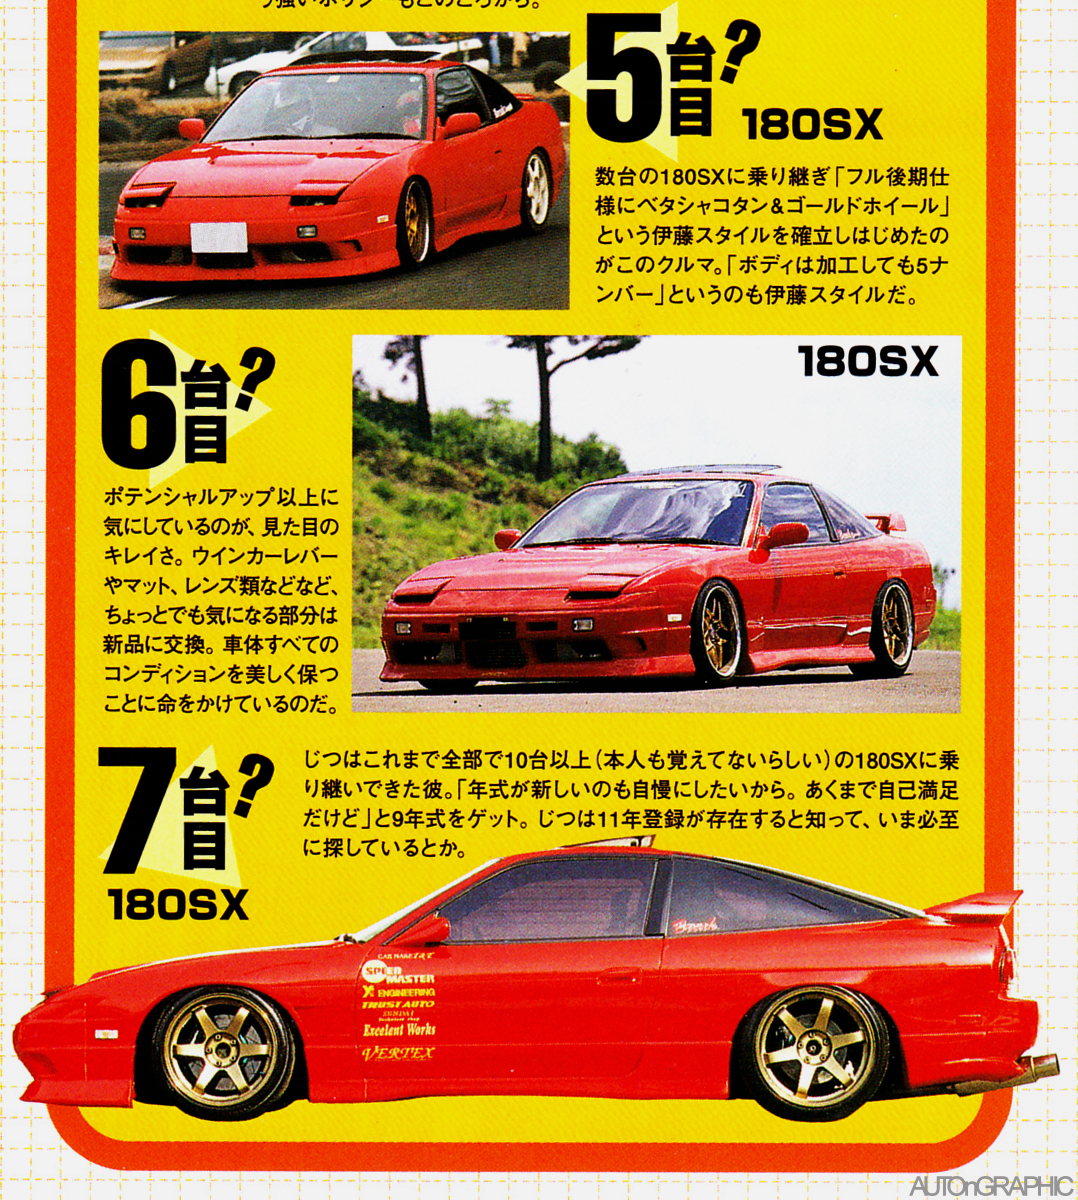 う強いボリ
もこのころから。
5台目?
180SX
数台の180SXに乗り継ぎ「フル後期仕
様にベタシャコタン&ゴールドホイール」
という伊藤スタイルを確立しはじめたの
がこのクルマ。「ボディは加工しても5ナ
ンバー」というのも伊藤スタイルだ。
6台目?
180SX
ポテンシャルアップ以上に
気にしているのが、見た目の
キレイさ。ウインカーレバー
やマット、レンズ類などなど、
ちょっとでも気になる部分は
新品に交換。車体すべての
コンディションを美しく保つ
ことに命をかけているのだ。
7台目?
180SX
じつはこれまで全部で10台以上(本人も覚えてないらしい)の180SXに乗
り継いできた彼。「年式が新しいのも自慢にしたいから。あくまで自己満足
だけど」と9年式をゲット。じつは11年登録が存在すると知って、いま必至
に探しているとか。
CAR MAKE T&E
SPEED
MASTER
ENGINEERING
TRUST AUTO
SENDAI
Excelent Works
VERTEX
AUTOnGRAPHIC